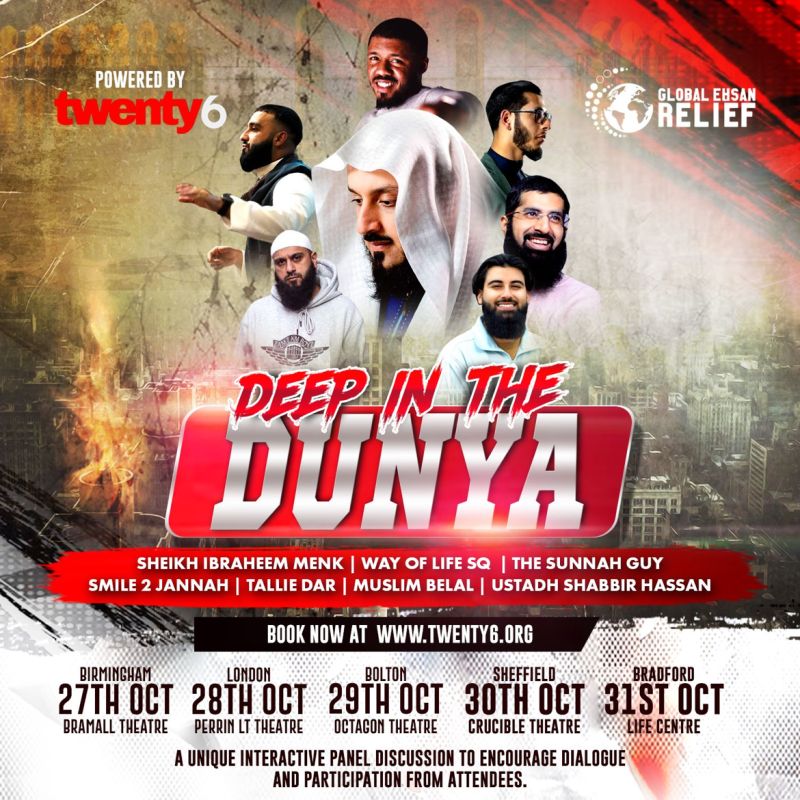 POWERED BY
twenty6
GLOBAL EHSAN
RELIEF
DEEP IN THE
DUNYA
SHEIKH IBRAHEEM MENK | WAY OF LIFE SQ | THE SUNNAH GUY
SMILE 2 JANNAH | TALLIE DAR | MUSLIM BELAL | USTADH SHABBIR HASSAN
BOOK NOW AT WWW.TWENTY6.ORG
BIRMINGHAM
27TH OCT
BRAMALL THEATRE
LONDON
28TH OCT
PERRIN LT THEATRE
BOLTON
29TH OCT
OCTAGON THEATRE
SHEFFIELD
30TH OCT
CRUCIBLE THEATRE
BRADFORD
31ST OCT
LIFE CENTRE
A UNIQUE INTERACTIVE PANEL DISCUSSION TO ENCOURAGE DIALOGUE
AND PARTICIPATION FROM ATTENDEES.